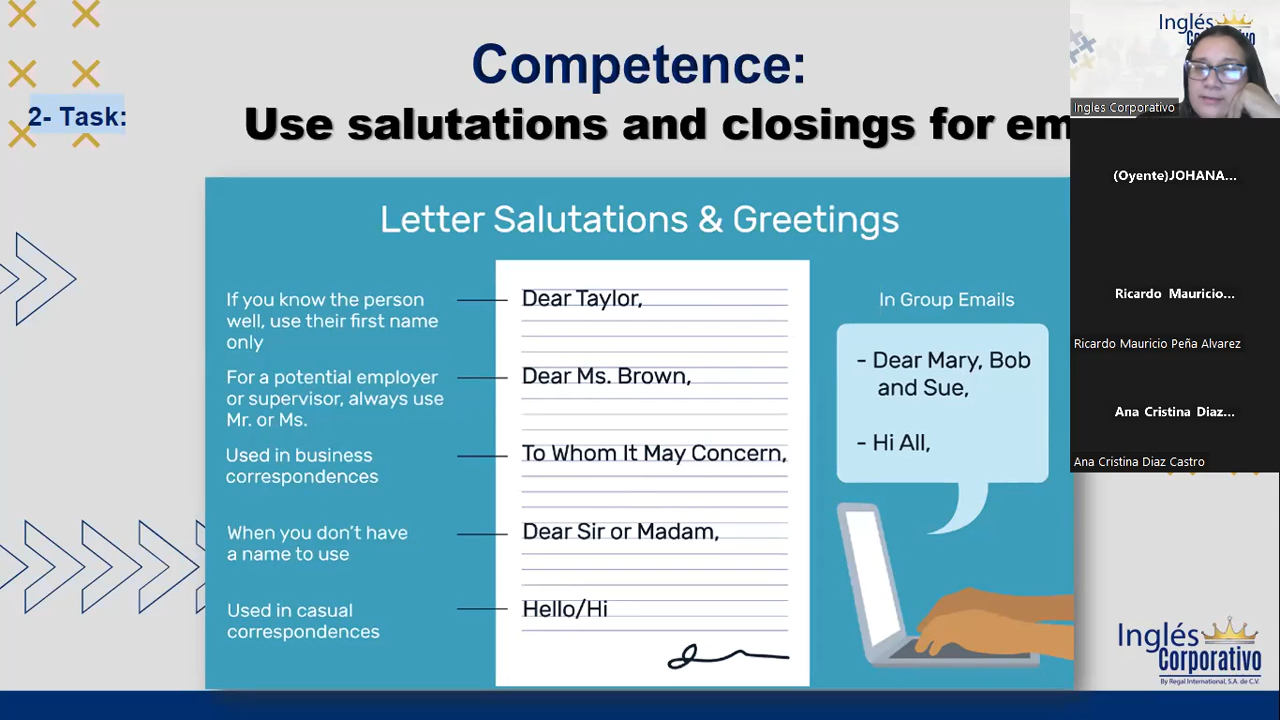 Competence:
2- Task:
Use salutations and closings for em
Letter Salutations & Greetings
If you know the person
well, use their first name
only
Dear Taylor,
For a potential employer
or supervisor, always use
Mr. or Ms.
Dear Ms. Brown,
Used in business
correspondences
To Whom It May Concern,
When you don't have
a name to use
Dear Sir or Madam,
Used in casual
correspondences
Hello/Hi
In Group Emails
- Dear Mary, Bob
and Sue,
- Hi All,
Inglés
Corporativo
Ingles Corporativo
(Oyente)JOHANA...
Ricardo Mauricio...
Ricardo Mauricio Peña Alvarez
Ana Cristina Diaz...
Ana Cristina Diaz Castro
Inglés
Corporativo
By Regal International, S.A. de C.V.